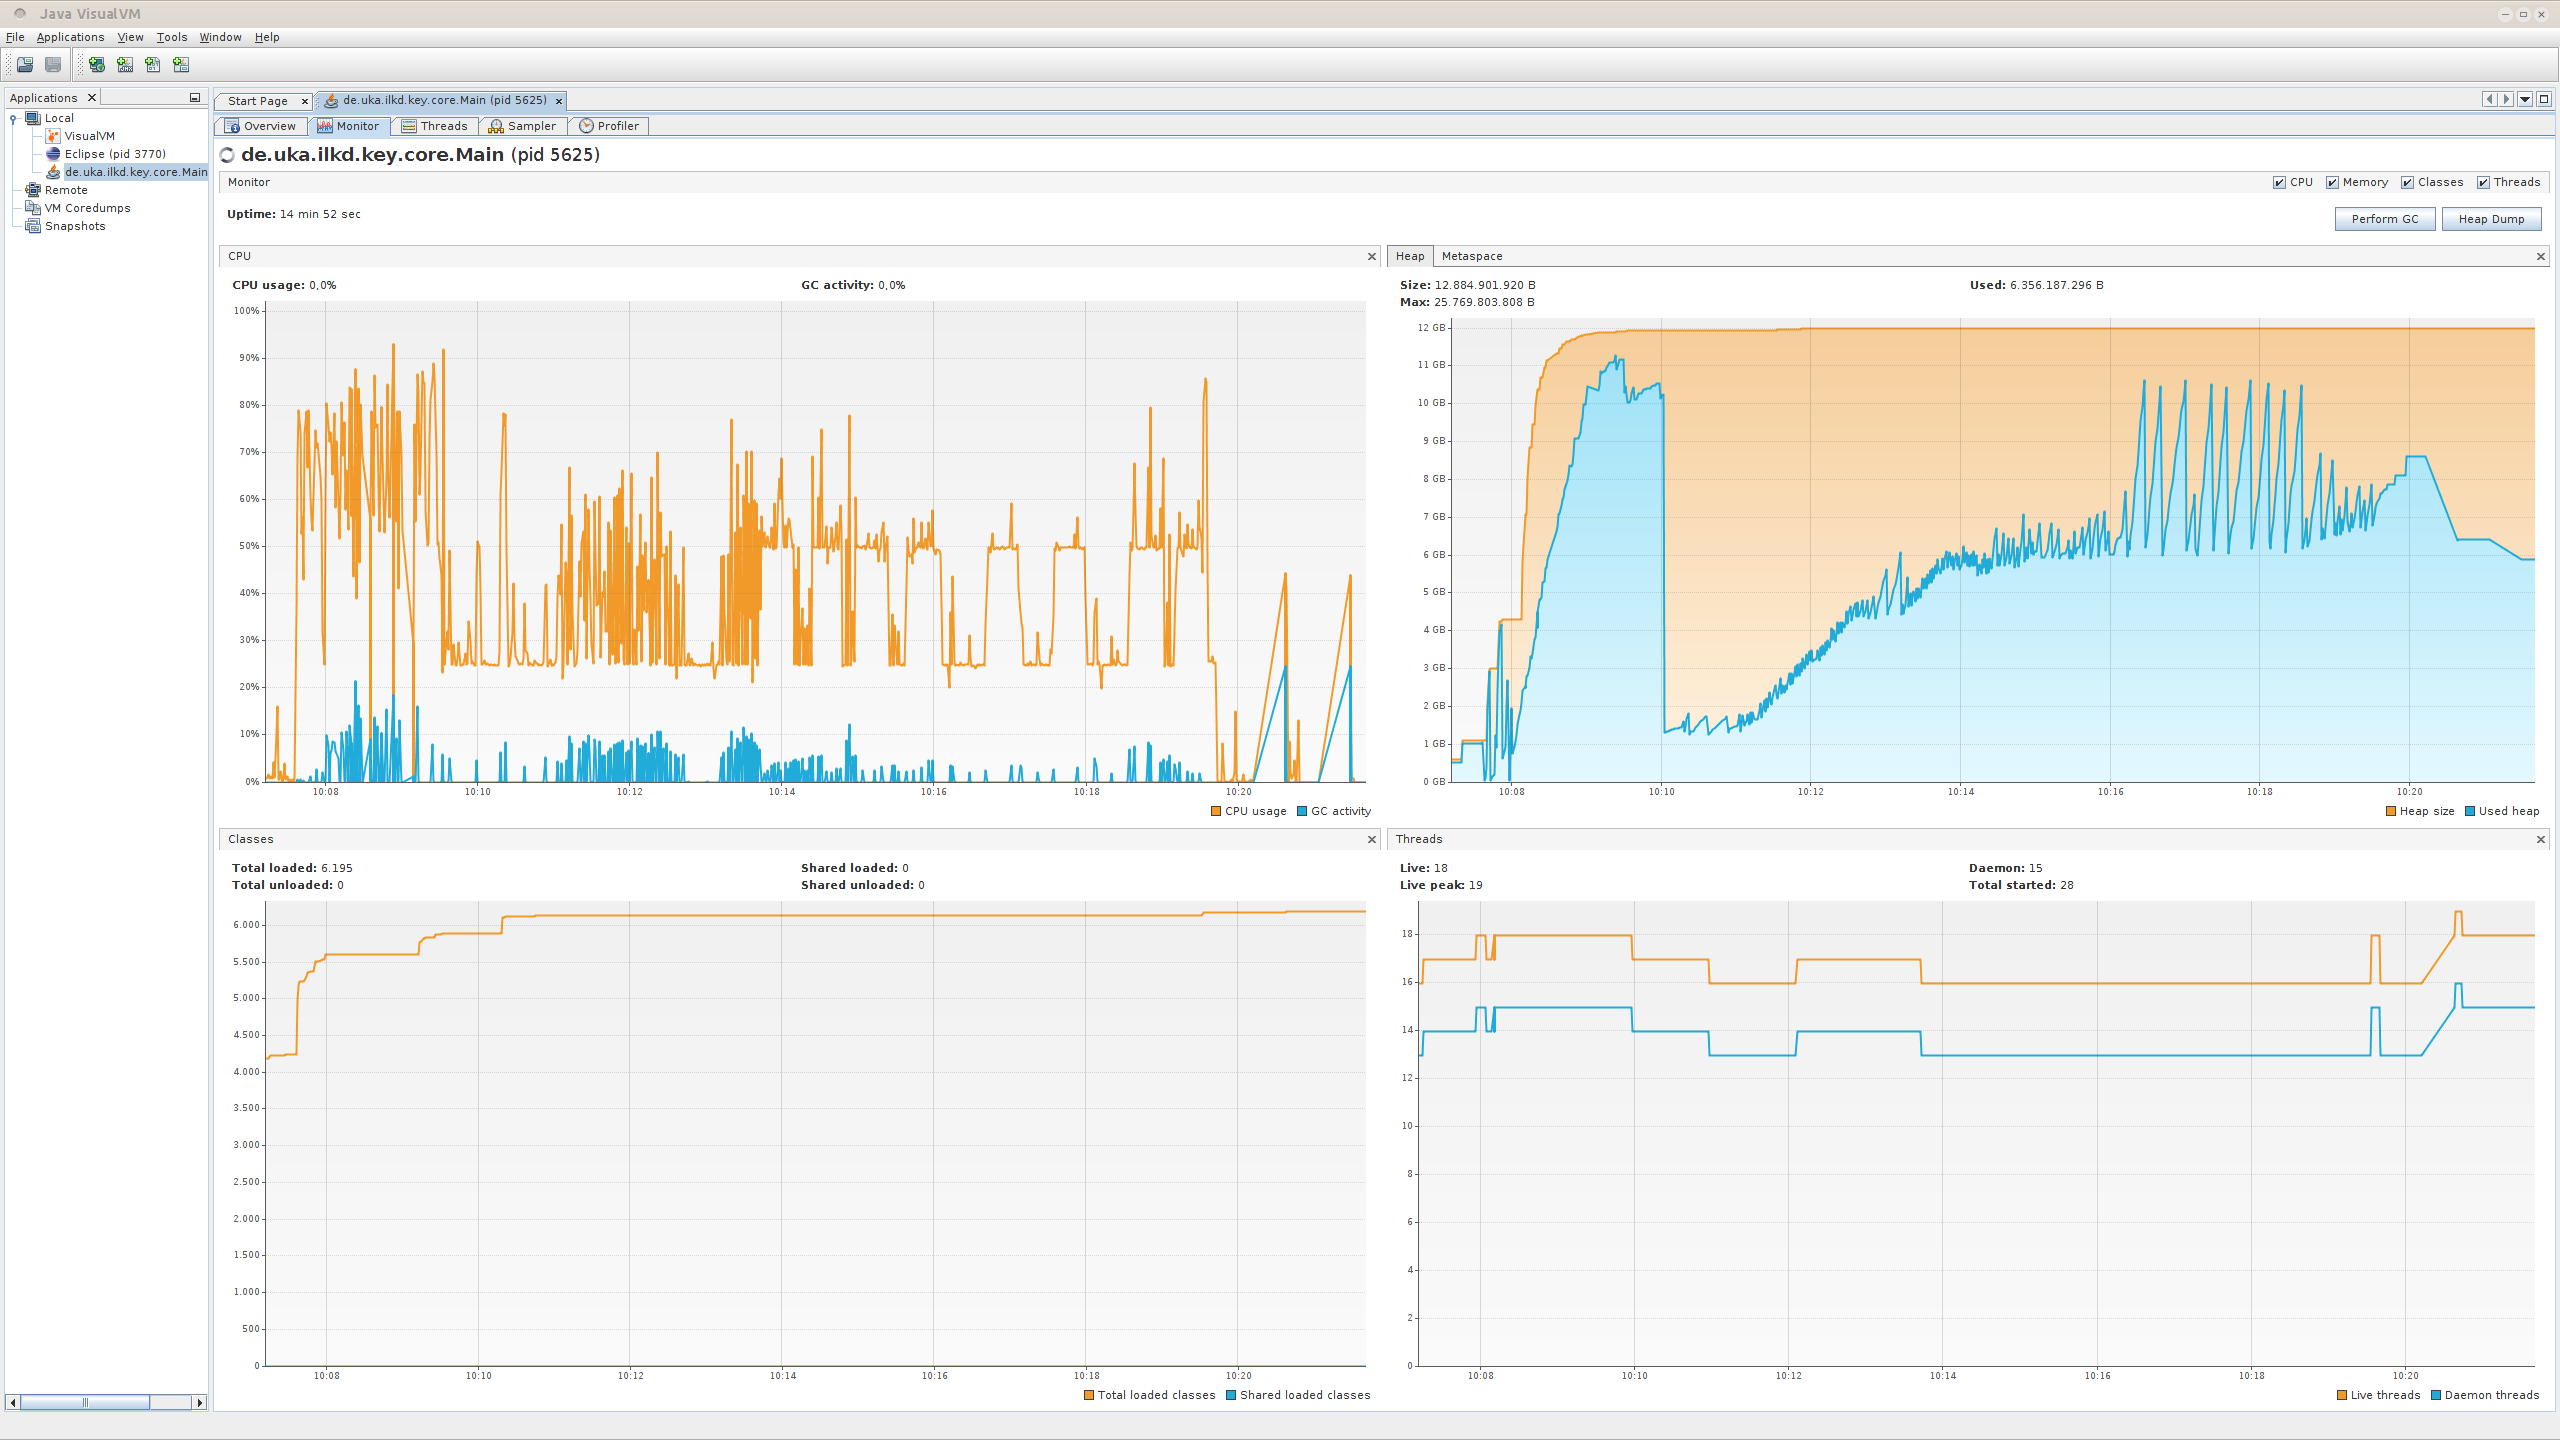 Java VisualVM
File Applications View Tools Window Help
Applications
Local
VisualVM
Eclipse (pid 3770)
de.uka.ilkd.key.core.Main
Remote
VM Coredumps
Snapshots
Start Page de.uka.ilkd.key.core.Main (pid 5625)
Overview Monitor Threads Sampler Profiler
de.uka.ilkd.key.core.Main (pid 5625)
Monitor CPU Memory Classes Threads
Uptime: 14 min 52 sec
Perform GC Heap Dump
CPU
CPU usage: 0,0% GC activity: 0,0%
100%
90%
80%
70%
60%
50%
40%
30%
20%
10%
0%
10:08 10:10 10:12 10:14 10:16 10:18 10:20
CPU usage GC activity
Heap Metaspace
Size: 12.884.901.920 B Used: 6.356.187.296 B
Max: 25.769.803.808 B
12 GB
11 GB
10 GB
9 GB
8 GB
7 GB
6 GB
5 GB
4 GB
3 GB
2 GB
1 GB
0 GB
10:08 10:10 10:12 10:14 10:16 10:18 10:20
Heap size Used heap
Classes
Total loaded: 6.195 Shared loaded: 0
Total unloaded: 0 Shared unloaded: 0
6.000
5.500
5.000
4.500
4.000
3.500
3.000
2.500
2.000
1.500
1.000
500
0
10:08 10:10 10:12 10:14 10:16 10:18 10:20
Total loaded classes Shared loaded classes
Threads
Live: 18 Daemon: 15
Live peak: 19 Total started: 28
18
16
14
12
10
8
6
4
2
0
10:08 10:10 10:12 10:14 10:16 10:18 10:20
Live threads Daemon threads